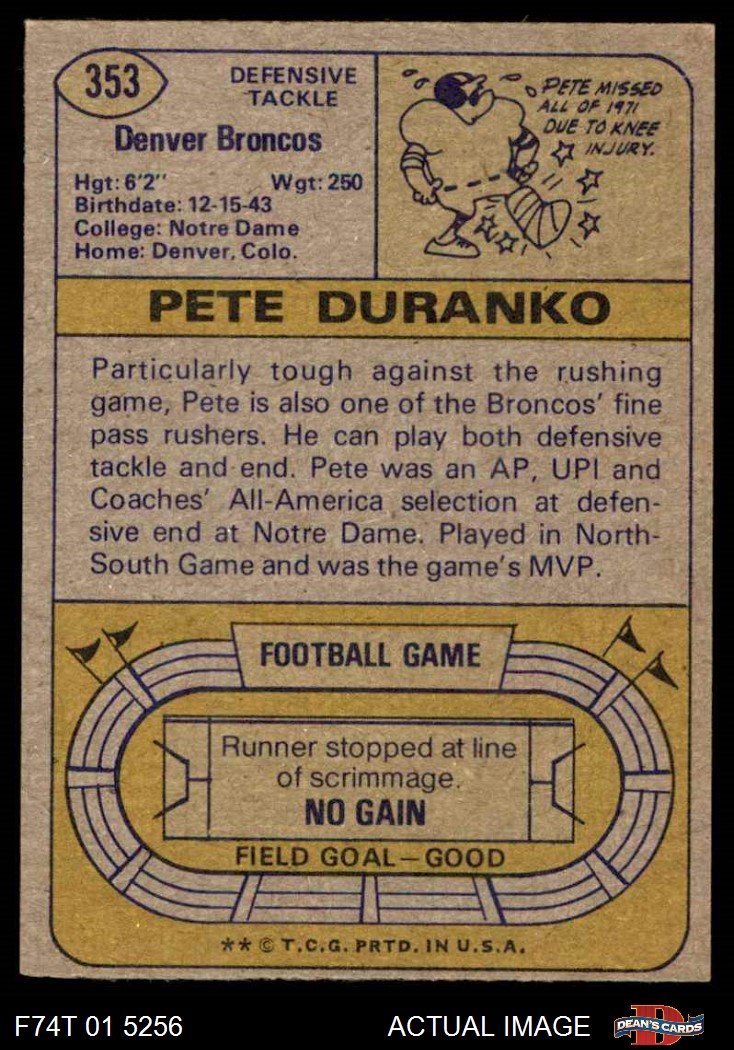 353
DEFENSIVE
TACKLE
Denver Broncos
Hgt: 6'2" Wgt: 250
Birthdate: 12-15-43
College: Notre Dame
Home: Denver, Colo.
PETE MISSED
ALL OF 1971
DUE TO KNEE
INJURY.
PETE DURANKO
Particularly tough against the rushing
game, Pete is also one of the Broncos' fine
pass rushers. He can play both defensive
tackle and end. Pete was an AP, UPI and
Coaches' All-America selection at defen-
sive end at Notre Dame. Played in North-
South Game and was the game's MVP.
FOOTBALL GAME
Runner stopped at line
of scrimmage.
NO GAIN
FIELD GOAL—GOOD
** © T.C.G. PRTD. IN U.S.A.
F74T 01 5256 ACTUAL IMAGE
D
DEAN'S CARDS